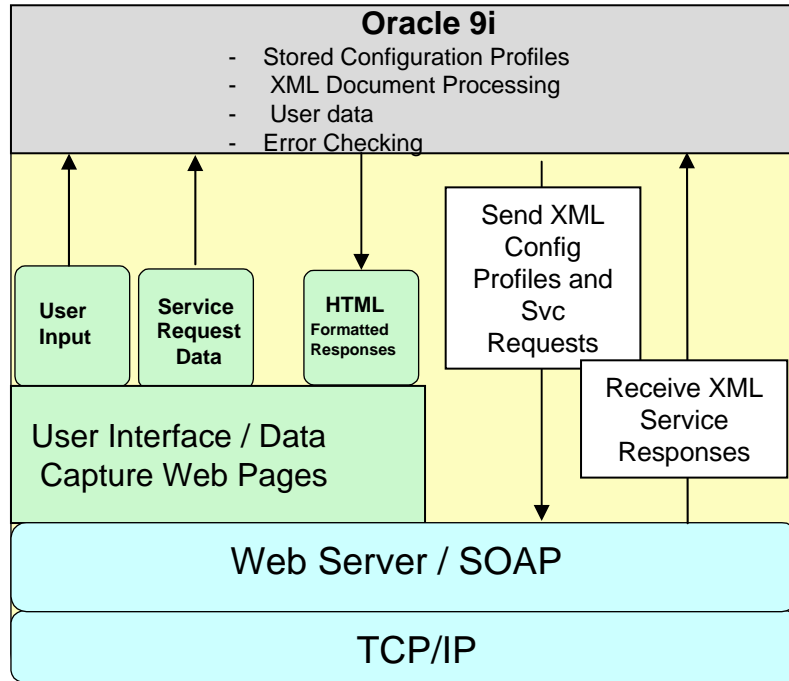 Oracle 9i
- Stored Configuration Profiles
- XML Document Processing
- User data
- Error Checking
User
Input
Service
Request
Data
HTML
Formatted
Responses
Send XML
Config
Profiles and
Svc
Requests
Receive XML
Service
Responses
User Interface / Data
Capture Web Pages
Web Server / SOAP
TCP/IP